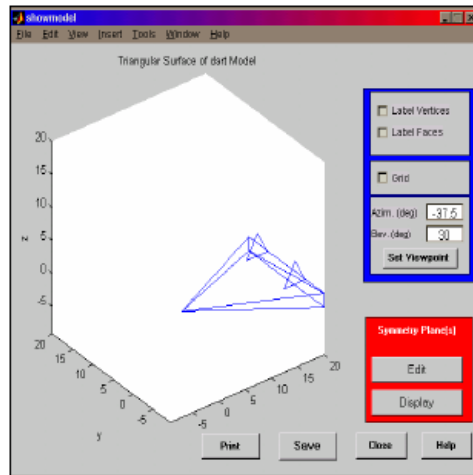 showmodel
File Edit View Insert Tools Window Help
Triangular Surface of dart Model
20
15
10
5
0
-5
z
20
15
10
5
0
-5
y
-5
0
5
10
15
20
Label Vertices
Label Faces
Grid
Azim. (deg) -37.5
Elev. (deg) 30
Set Viewpoint
Symmetry Plane(s)
Edit
Display
Print Save Close Help